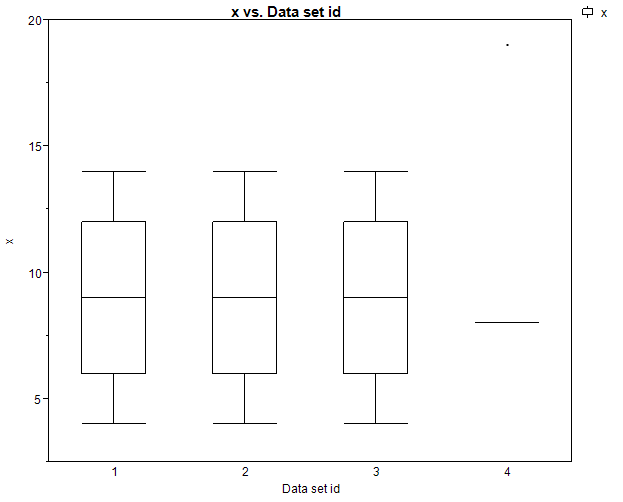 x vs. Data set id
x
20
15
10
5
x
1 2 3 4
Data set id